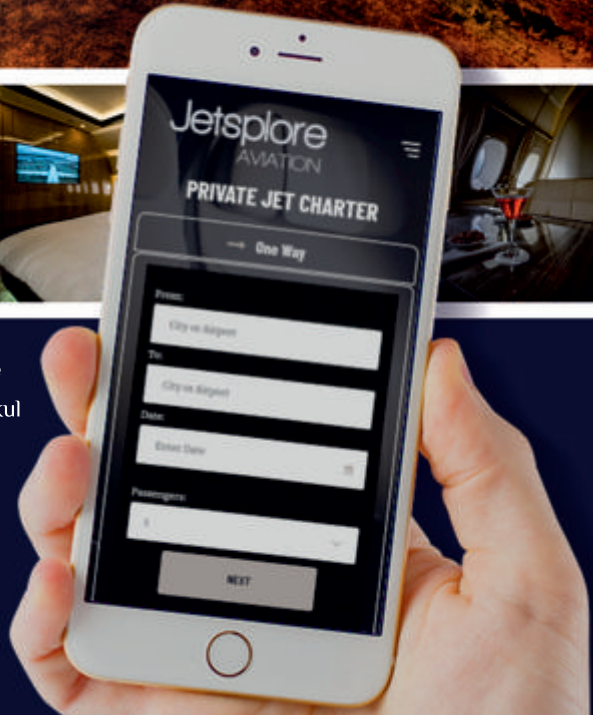 Jetsplore
AVIATION
PRIVATE JET CHARTER
→ One Way
From:
City or Airport
To:
City or Airport
Date:
Enter Date
Passengers:
NEXT
kul